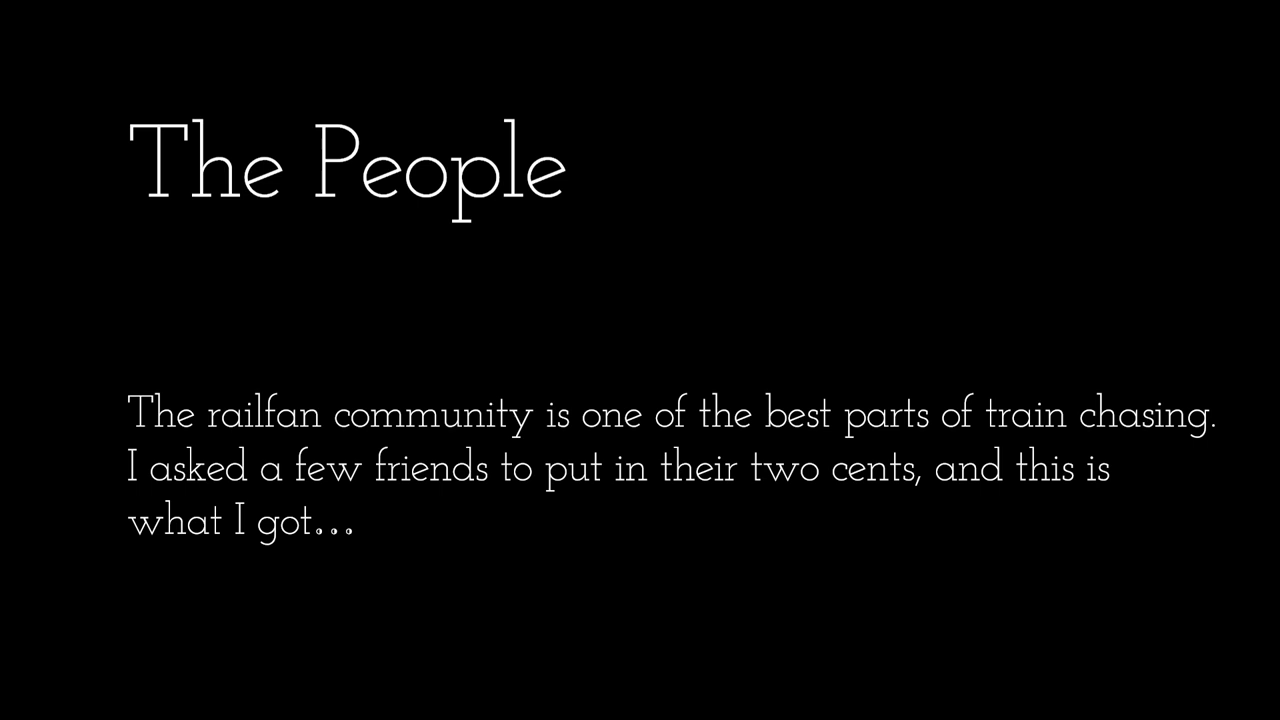 The People
The railfan community is one of the best parts of train chasing.
I asked a few friends to put in their two cents, and this is
what I got...